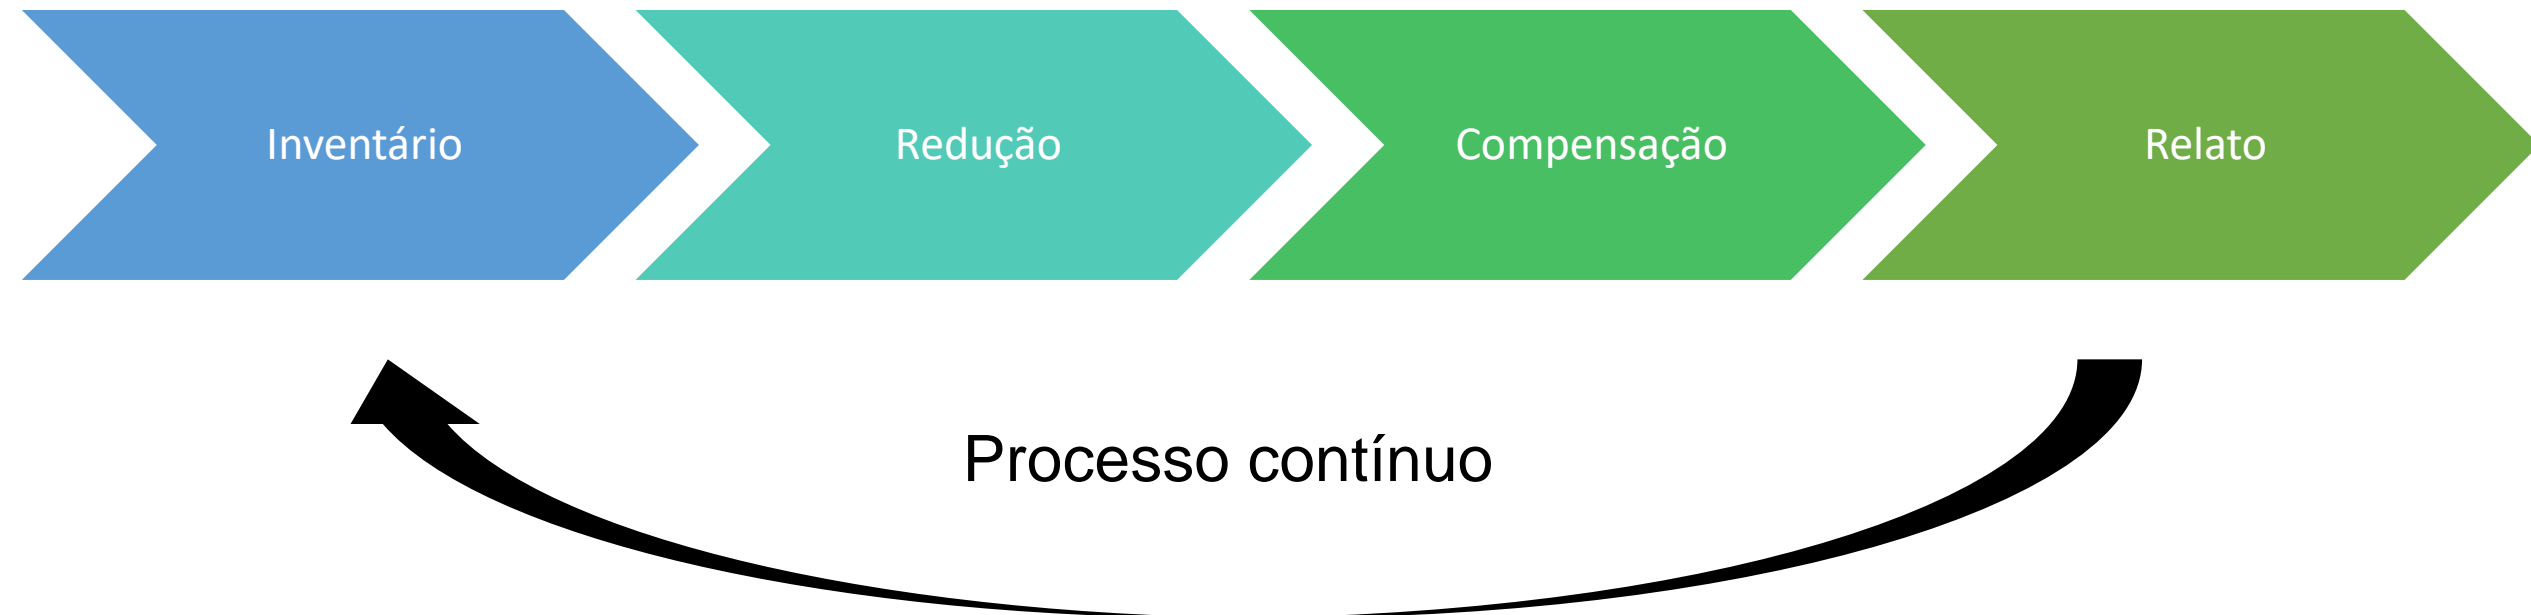 Inventário
Redução
Compensação
Relato
Processo contínuo